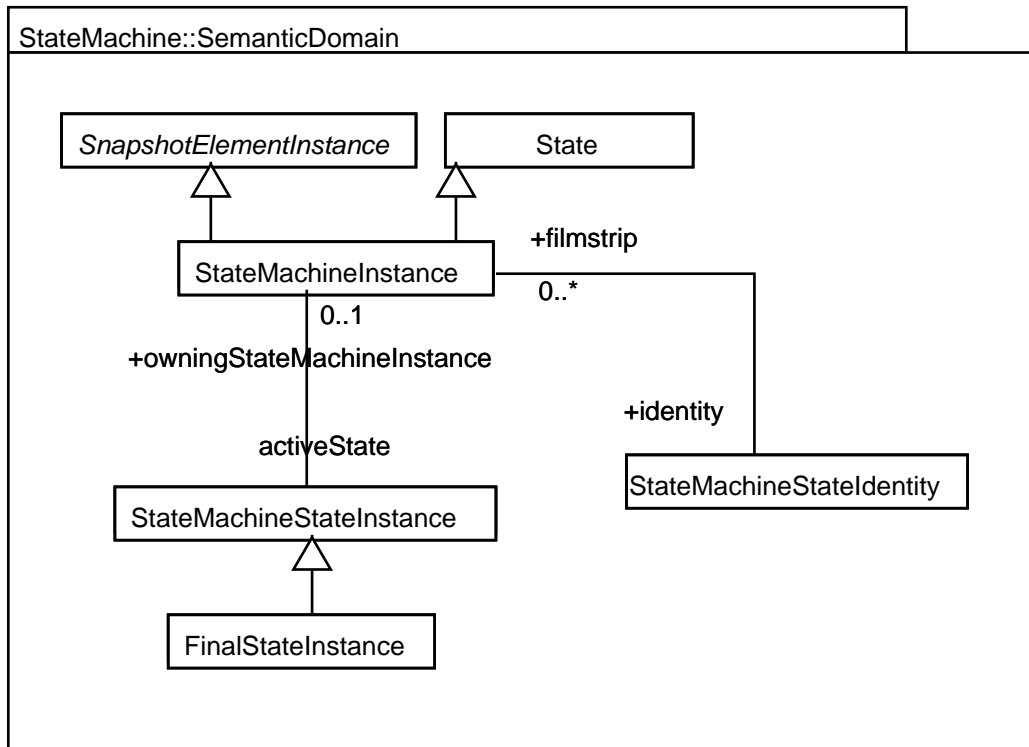 StateMachine::SemanticDomain
SnapshotElementInstance
State
+filmstrip
StateMachineInstance
0..*
0..1
+owningStateMachineInstance
+identity
activeState
StateMachineStateIdentity
StateMachineStateInstance
FinalStateInstance